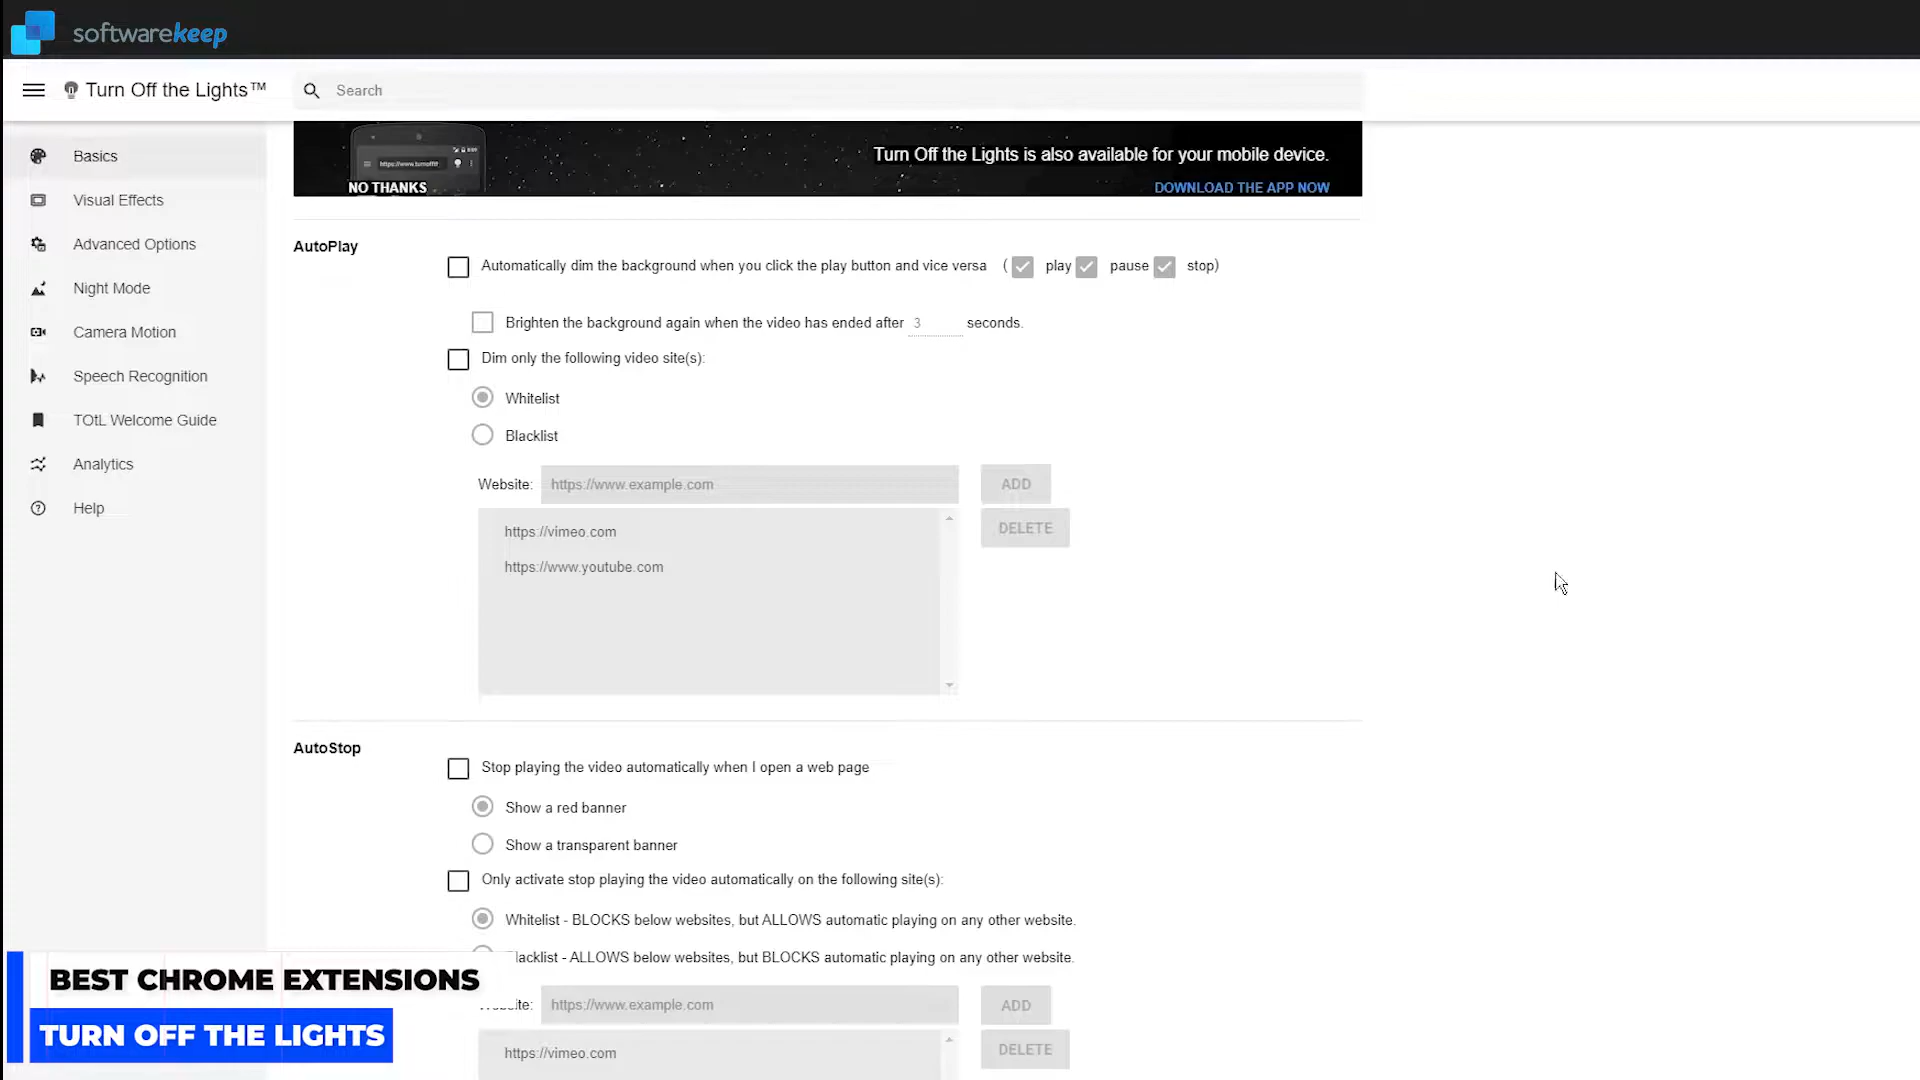 softwarekeep
Turn Off the Lights™
Search
Basics
Visual Effects
Advanced Options
Night Mode
Camera Motion
Speech Recognition
TOtL Welcome Guide
Analytics
Help
Turn Off the Lights is also available for your mobile device.
NO THANKS
DOWNLOAD THE APP NOW
AutoPlay
Automatically dim the background when you click the play button and vice versa ( play pause stop)
Brighten the background again when the video has ended after 3 seconds.
Dim only the following video site(s):
Whitelist
Blacklist
Website: https://www.example.com ADD
DELETE
https://vimeo.com
https://www.youtube.com
AutoStop
Stop playing the video automatically when I open a web page
Show a red banner
Show a transparent banner
Only activate stop playing the video automatically on the following site(s):
Whitelist - BLOCKS below websites, but ALLOWS automatic playing on any other website.
lacklist - ALLOWS below websites, but BLOCKS automatic playing on any other website.
https://www.example.com ADD
https://vimeo.com DELETE
BEST CHROME EXTENSIONS
TURN OFF THE LIGHTS